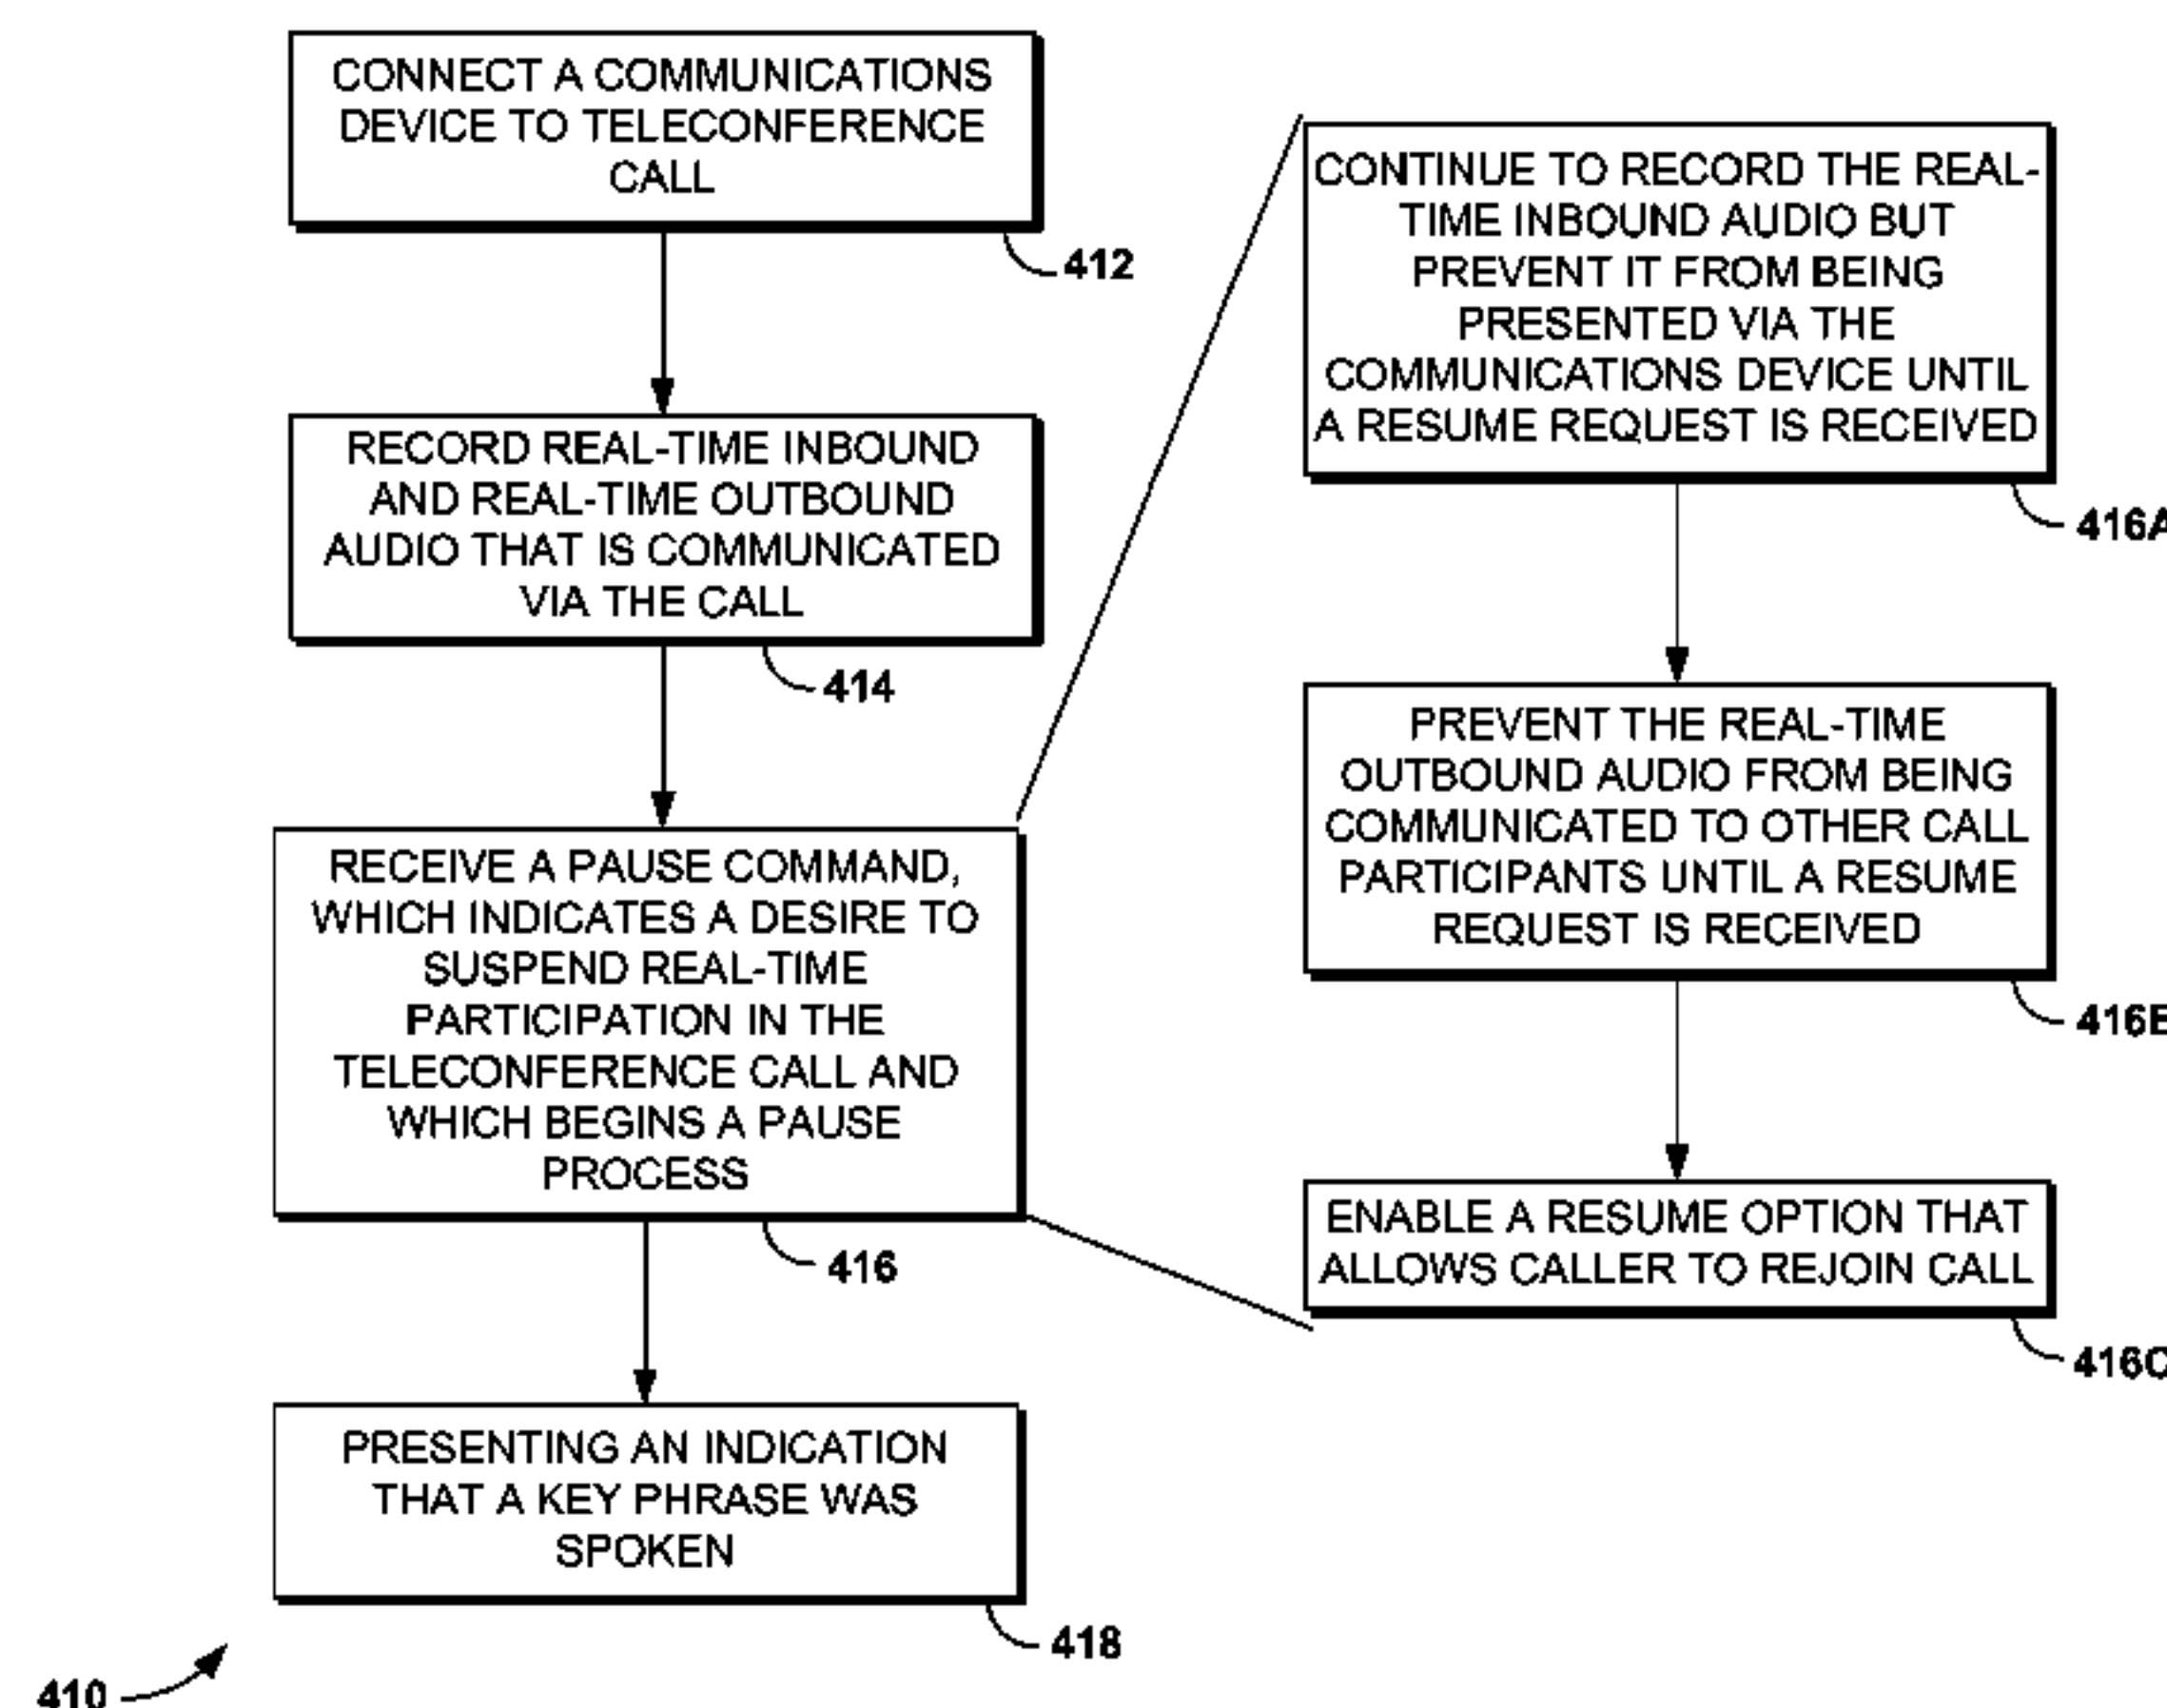 CONNECT A COMMUNICATIONS
DEVICE TO TELECONFERENCE
CALL
412
RECORD REAL-TIME INBOUND
AND REAL-TIME OUTBOUND
AUDIO THAT IS COMMUNICATED
VIA THE CALL
414
RECEIVE A PAUSE COMMAND,
WHICH INDICATES A DESIRE TO
SUSPEND REAL-TIME
PARTICIPATION IN THE
TELECONFERENCE CALL AND
WHICH BEGINS A PAUSE
PROCESS
416
PRESENTING AN INDICATION
THAT A KEY PHRASE WAS
SPOKEN
418
410
CONTINUE TO RECORD THE REAL-
TIME INBOUND AUDIO BUT
PREVENT IT FROM BEING
PRESENTED VIA THE
COMMUNICATIONS DEVICE UNTIL
A RESUME REQUEST IS RECEIVED
416A
PREVENT THE REAL-TIME
OUTBOUND AUDIO FROM BEING
COMMUNICATED TO OTHER CALL
PARTICIPANTS UNTIL A RESUME
REQUEST IS RECEIVED
416B
ENABLE A RESUME OPTION THAT
ALLOWS CALLER TO REJOIN CALL
416C